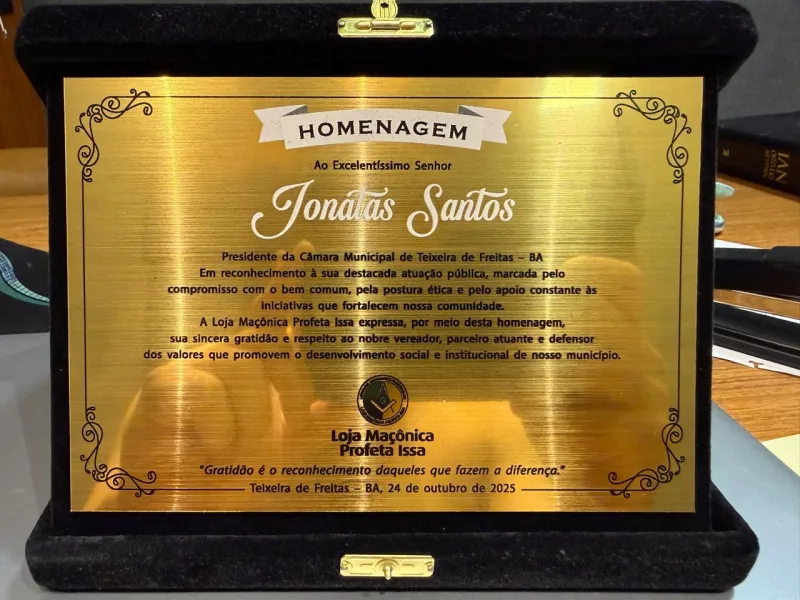 HOMENAGEM
Ao Excelentíssimo Senhor
Jonatas Santos
Presidente da Câmara Municipal de Teixeira de Freitas – BA
Em reconhecimento à sua destacada atuação pública, marcada pelo
compromisso com o bem comum, pela postura ética e pelo apoio constante às
iniciativas que fortalecem nossa comunidade.
A Loja Maçônica Profeta Issa expressa, por meio desta homenagem,
sua sincera gratidão e respeito ao nobre vereador, parceiro atuante e defensor
dos valores que promovem o desenvolvimento social e institucional de nosso município.
G
Loja Maçônica
Profeta Issa
"Gratidão é o reconhecimento daqueles que fazem a diferença."
Teixeira de Freitas – BA, 24 de outubro de 2025